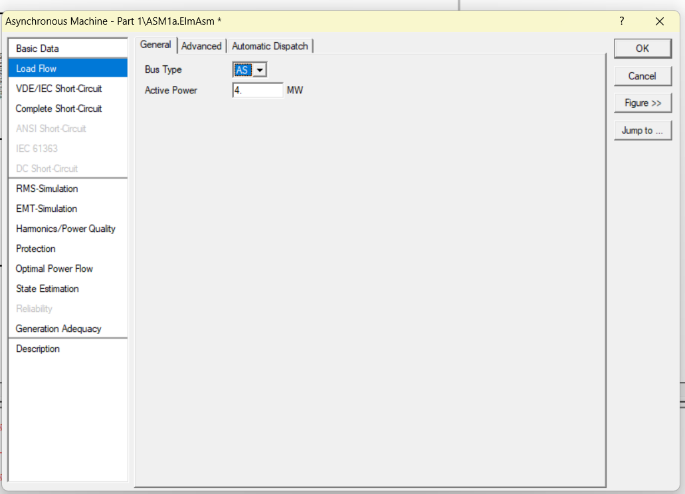 Asynchronous Machine - Part 1\ASM1a.ElmAsm *
?
Basic Data
Load Flow
VDE/IEC Short-Circuit
Complete Short-Circuit
ANSI Short-Circuit
IEC 61363
DC Short-Circuit
RMS-Simulation
EMT-Simulation
Harmonics/Power Quality
Protection
Optimal Power Flow
State Estimation
Reliability
Generation Adequacy
Description
General
Advanced
Automatic Dispatch
Bus Type
AS
Active Power
4.
MW
OK
Cancel
Figure >>
Jump to ...